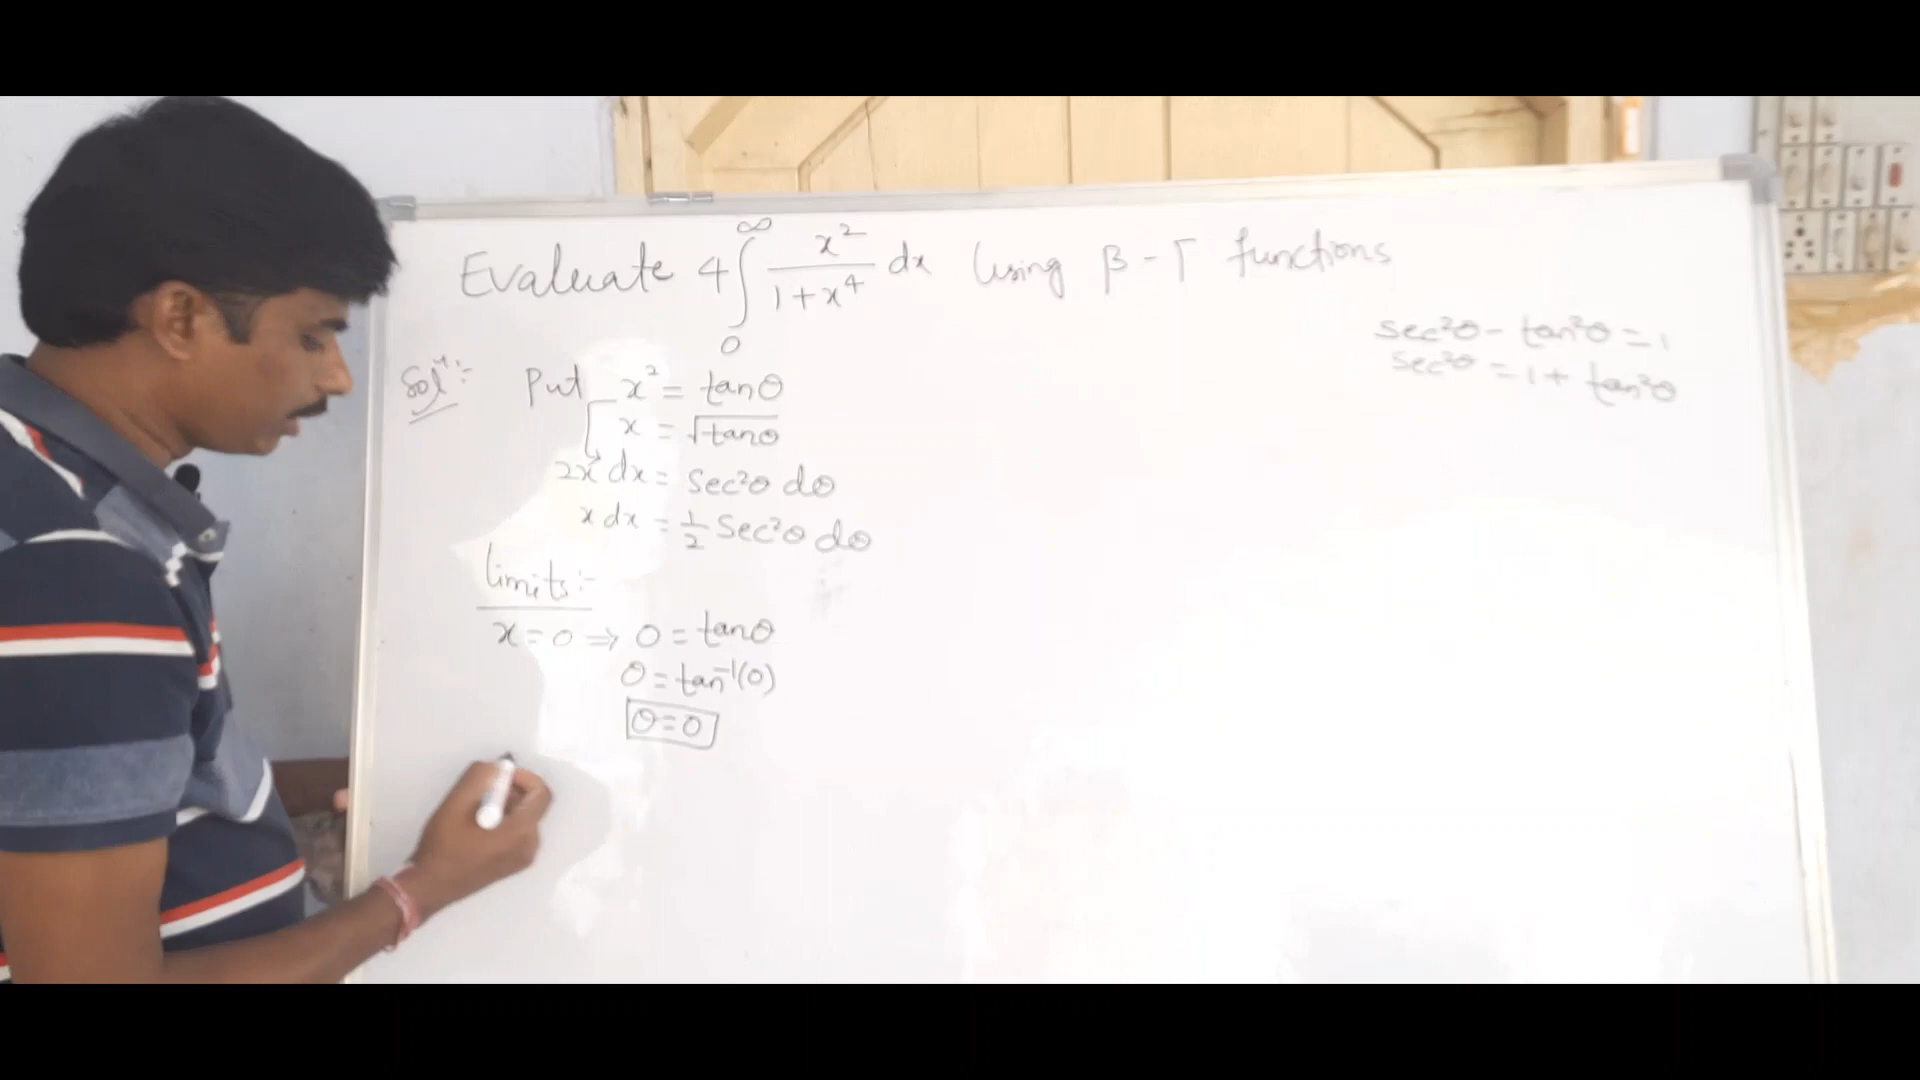 Evaluate 4∫₀^∞ x²/(1+x⁴) dx Using β-Γ functions
sec²θ - tan²θ = 1
sec²θ = 1 + tan²θ
Solⁿ:- Put x² = tanθ
x = √tanθ
2x dx = Sec²θ dθ
x dx = 1/2 Sec²θ dθ
limits:-
x=0 ⇒ 0 = tanθ
θ = tan⁻¹(0)
θ=0